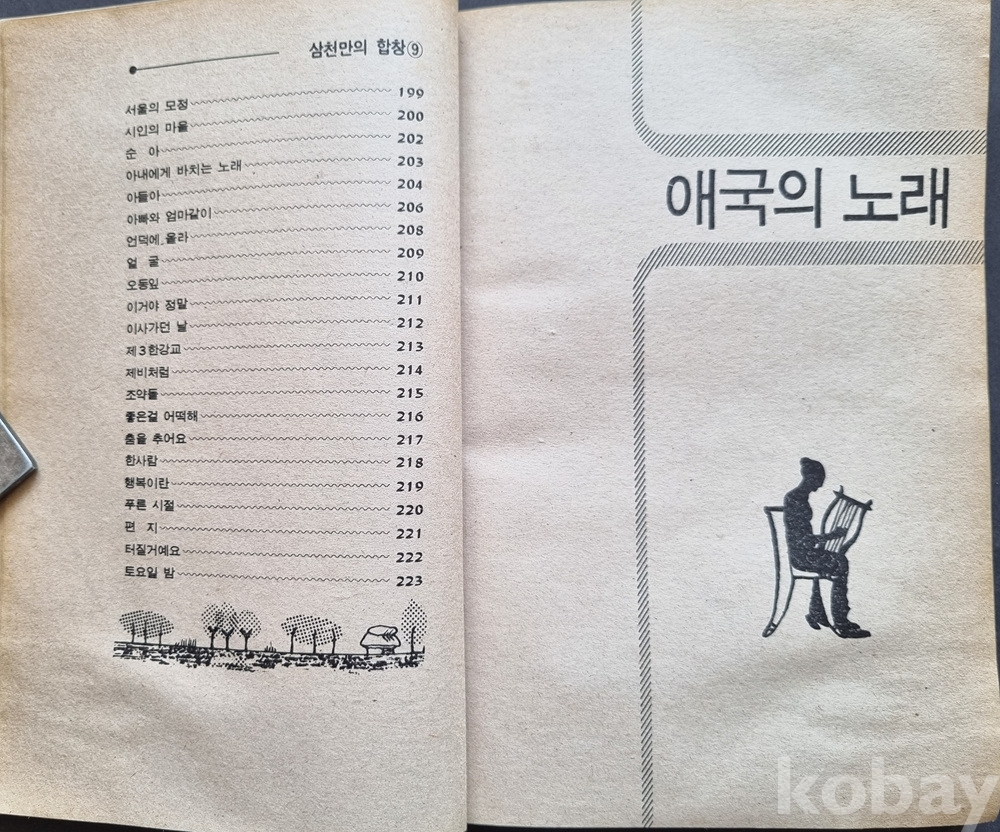 삼천만의 합창⑨
서울의 모정 199
시인의 마을 200
순 아 202
아내에게 바치는 노래 203
아들아 204
아빠와 엄마같이 206
언덕에 올라 208
얼 굴 209
오동잎 210
이거야 정말 211
이사가던 날 212
제3한강교 213
제비처럼 214
조약돌 215
좋은걸 어떡해 216
춤을 추어요 217
한사람 218
행복이란 219
푸른 시절 220
편 지 221
터질거예요 222
토요일 밤 223
애국의 노래
kobay